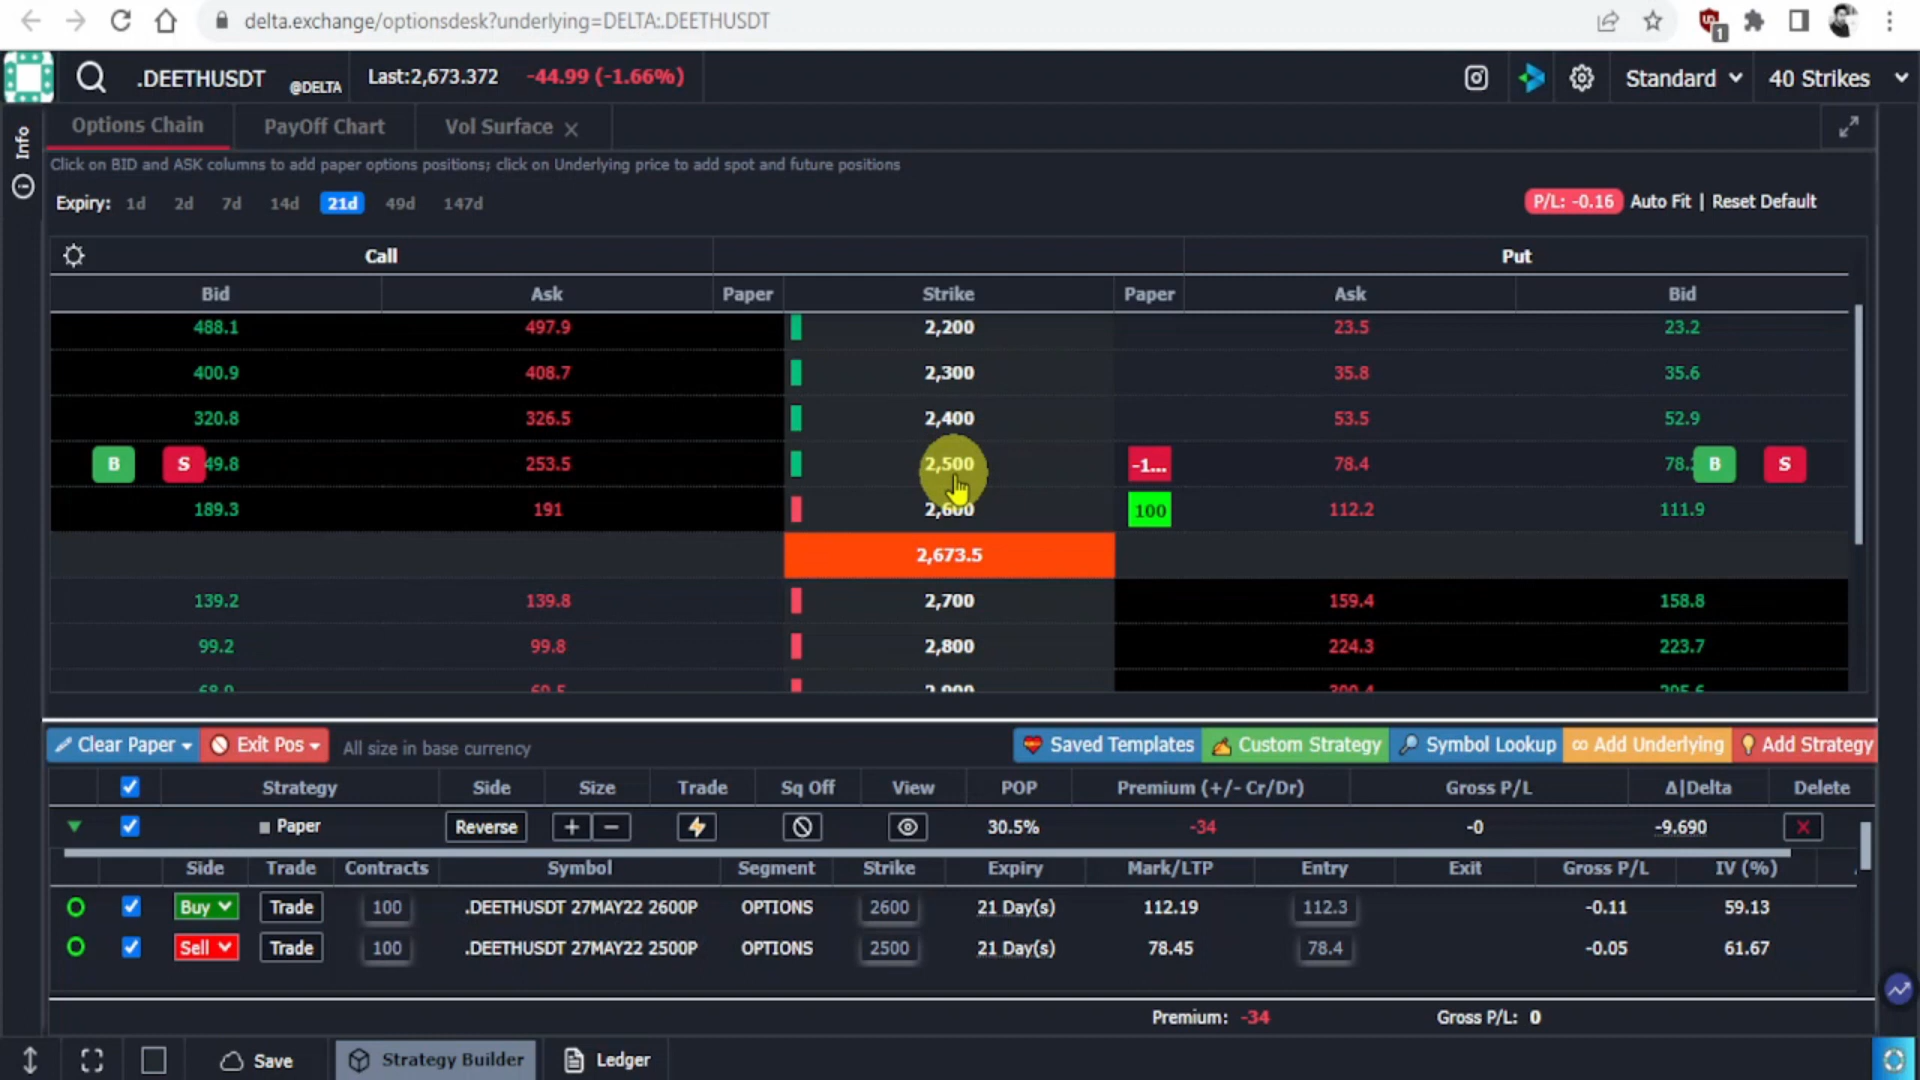 delta.exchange/optionsdesk?underlying=DELTA:.DEETHUSDT
1
.DEETHUSDT @DELTA Last:2,673.372 -44.99 (-1.66%) Standard 40 Strikes
Info
Options Chain PayOff Chart Vol Surface
Click on BID and ASK columns to add paper options positions; click on Underlying price to add spot and future positions
Expiry: 1d 2d 7d 14d 21d 49d 147d P/L: -0.16 Auto Fit | Reset Default
Call Put
Bid Ask Paper Strike Paper Ask Bid
488.1 497.9 2,200 23.5 23.2
400.9 408.7 2,300 35.8 35.6
320.8 326.5 2,400 53.5 52.9
B S 49.8 253.5 2,500 -1... 78.4 78. B S
189.3 191 2,600 100 112.2 111.9
2,673.5
139.2 139.8 2,700 159.4 158.8
99.2 99.8 2,800 224.3 223.7
2,900
Clear Paper Exit Pos All size in base currency Saved Templates Custom Strategy Symbol Lookup Add Underlying Add Strategy
Strategy Side Size Trade Sq Off View POP Premium (+/- Cr/Dr) Gross P/L Δ|Delta Delete
Paper Reverse + - 30.5% -34 -0 -9.690 X
Side Trade Contracts Symbol Segment Strike Expiry Mark/LTP Entry Exit Gross P/L IV (%)
Buy Trade 100 .DEETHUSDT 27MAY22 2600P OPTIONS 2600 21 Day(s) 112.19 112.3 -0.11 59.13
Sell Trade 100 .DEETHUSDT 27MAY22 2500P OPTIONS 2500 21 Day(s) 78.45 78.4 -0.05 61.67
Premium: -34 Gross P/L: 0
Save Strategy Builder Ledger